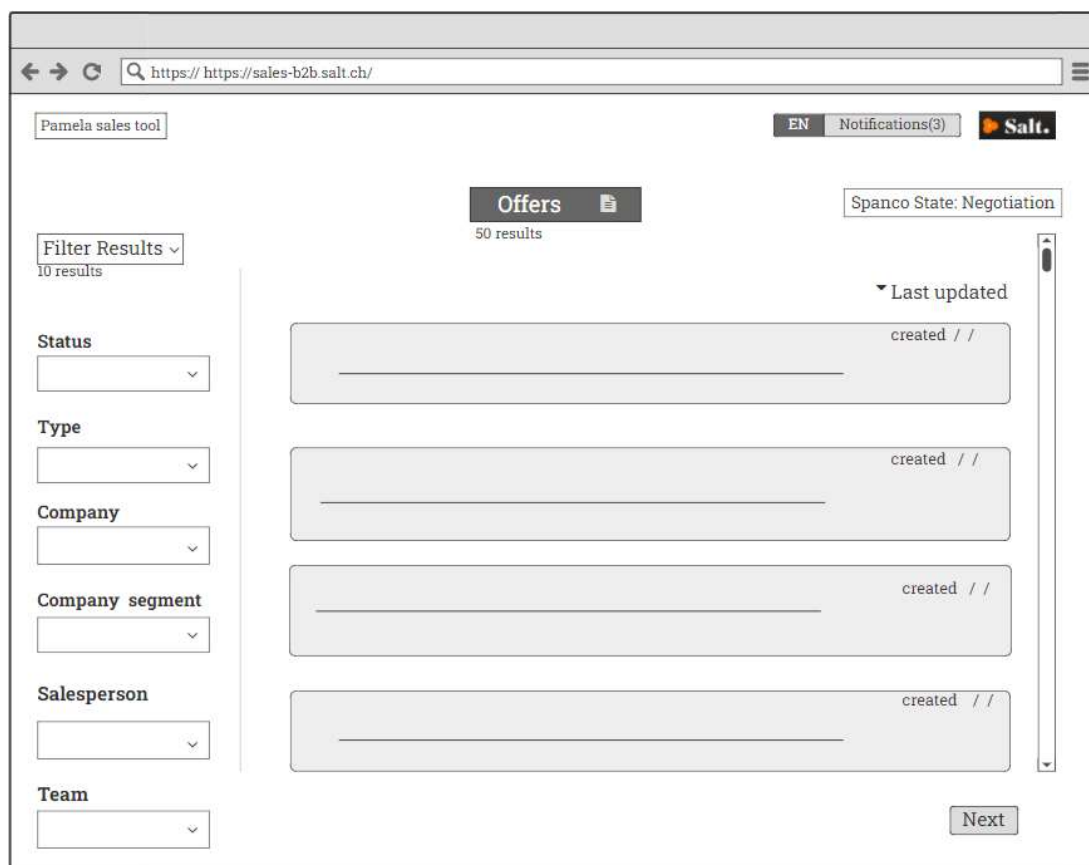 https:// https://sales-b2b.salt.ch/
Pamela sales tool
EN
Notifications(3)
Salt.
Offers
50 results
Spanco State: Negotiation
Filter Results
10 results
Last updated
Status
created / /
Type
created / /
Company
Company segment
created / /
Salesperson
created / /
Team
Next